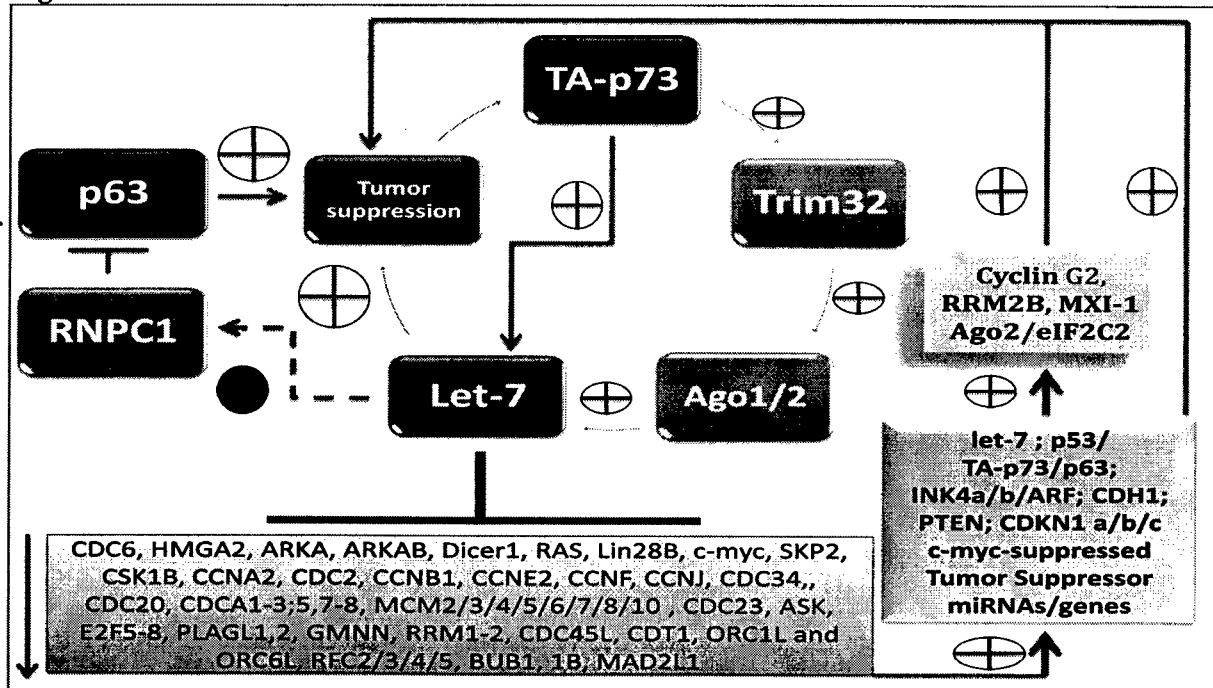 TA-p73
p63
Tumor
suppression
Trim32
Cyclin G2,
RRM2B, MXI-1
Ago2/eIF2C2
RNPC1
Let-7
Ago1/2
let-7 ; p53/
TA-p73/p63;
INK4a/b/ARF; CDH1;
PTEN; CDKN1 a/b/c
c-myc-suppressed
Tumor Suppressor
miRNAs/genes
CDC6, HMGA2, ARKA, ARKAB, Dicer1, RAS, Lin28B, c-myc, SKP2,
CSK1B, CCNA2, CDC2, CCNB1, CCNE2, CCNF, CCNJ, CDC34,,
CDC20, CDCA1-3;5,7-8, MCM2/3/4/5/6/7/8/10 , CDC23, ASK,
E2F5-8, PLAGL1,2, GMNN, RRM1-2, CDC45L, CDT1, ORC1L and
ORC6L, RFC2/3/4/5, BUB1, 1B, MAD2L1